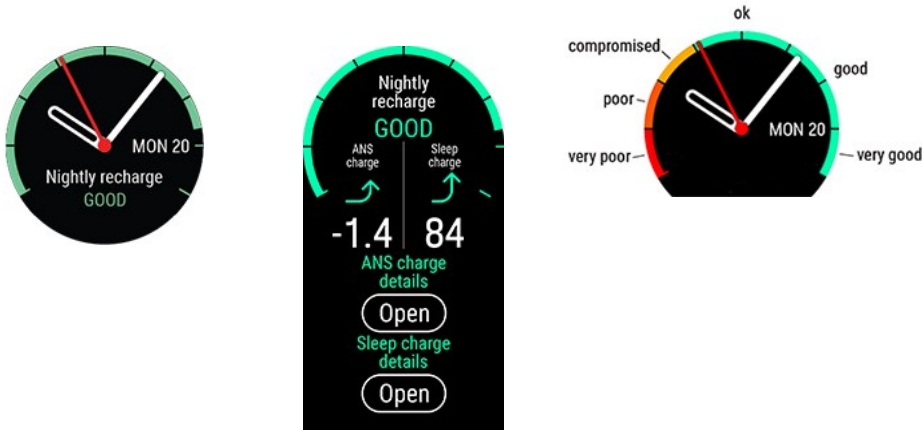 MON 20
Nightly recharge
GOOD
Nightly
recharge
GOOD
ANS
charge
Sleep
charge
-1.4
84
ANS charge
details
Open
Sleep charge
details
Open
ok
compromised
good
poor
MON 20
very poor
very good